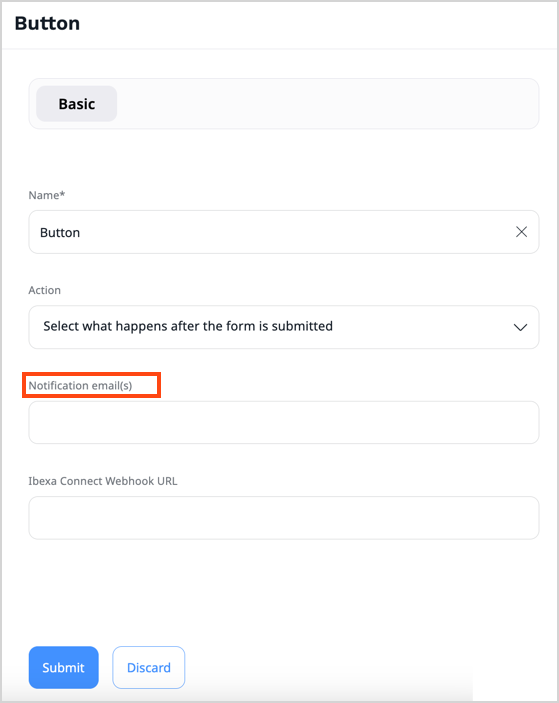 Button
Basic
Name*
Button
Action
Select what happens after the form is submitted
Notification email(s)
Ibexa Connect Webhook URL
Submit Discard